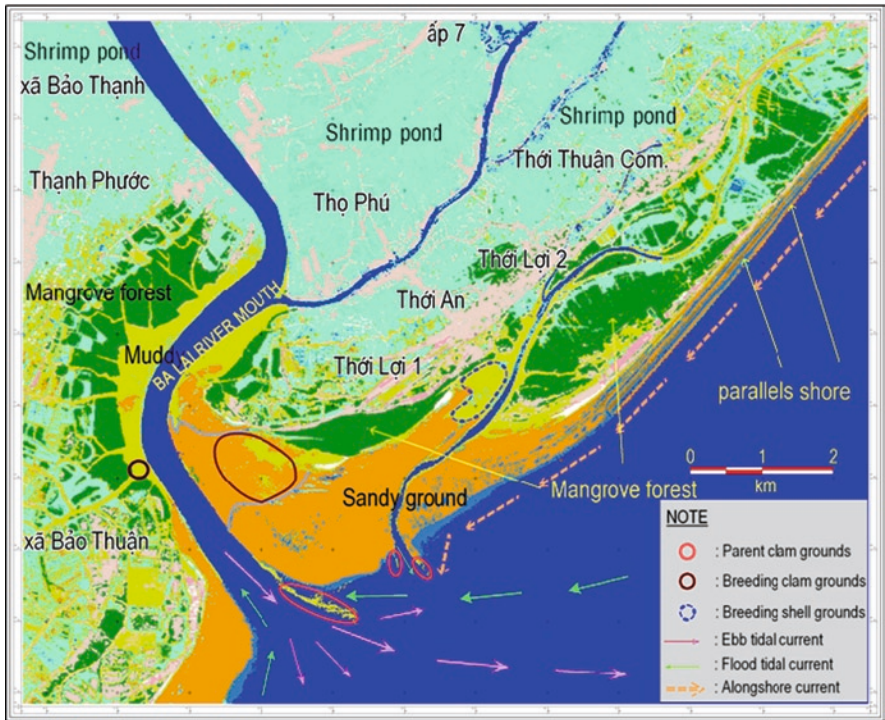 ấp 7
Shrimp pond
xã Bảo Thạnh
Shrimp pond
Shrimp pond
Thới Thuận Com.
Thạnh Phước
Thọ Phú
Thới Lợi 2
Mangrove forest
Thới An
BA LAI RIVER MOUTH
Muddy
Thới Lợi 1
parallels shore
0 1 2
km
Mangrove forest
Sandy ground
xã Bảo Thuận
NOTE
: Parent clam grounds
: Breeding clam grounds
: Breeding shell grounds
: Ebb tidal current
: Flood tidal current
: Alongshore current